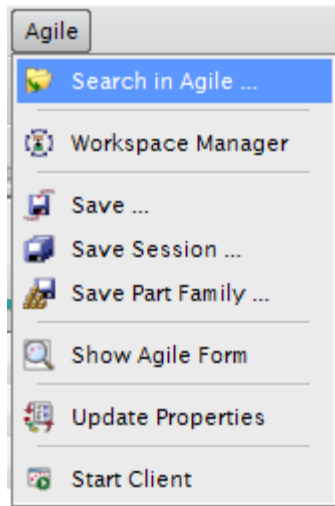 Agile
Search in Agile ...
Workspace Manager
Save ...
Save Session ...
Save Part Family ...
Show Agile Form
Update Properties
Start Client